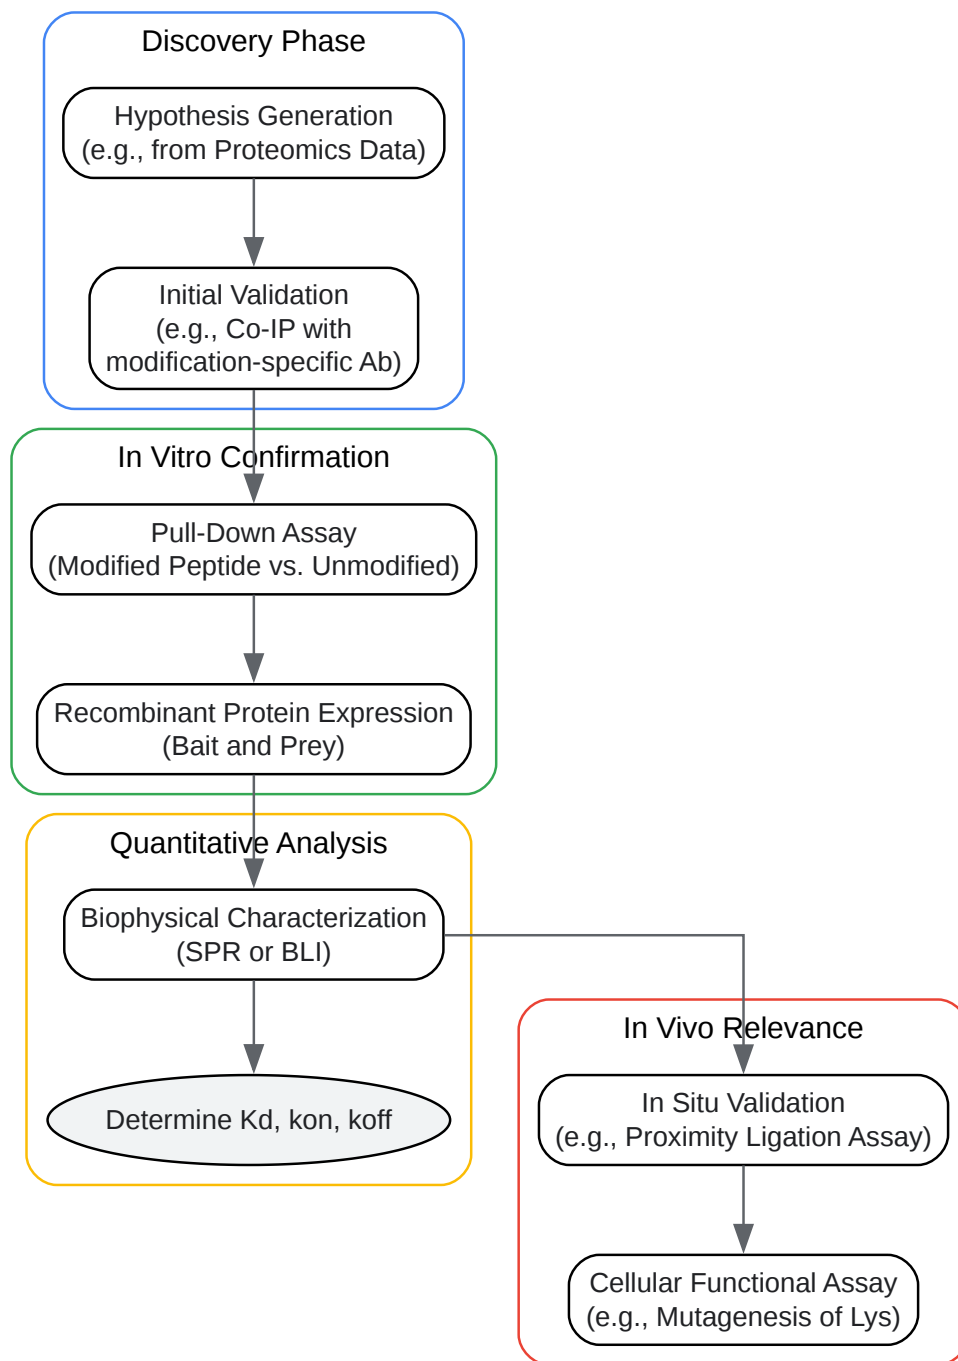 Discovery Phase
Hypothesis Generation
(e.g., from Proteomics Data)
Initial Validation
(e.g., Co-IP with
modification-specific Ab)
In Vitro Confirmation
Pull-Down Assay
(Modified Peptide vs. Unmodified)
Recombinant Protein Expression
(Bait and Prey)
Quantitative Analysis
Biophysical Characterization
(SPR or BLI)
Determine Kd, kon, koff
In Vivo Relevance
In Situ Validation
(e.g., Proximity Ligation Assay)
Cellular Functional Assay
(e.g., Mutagenesis of Lys)